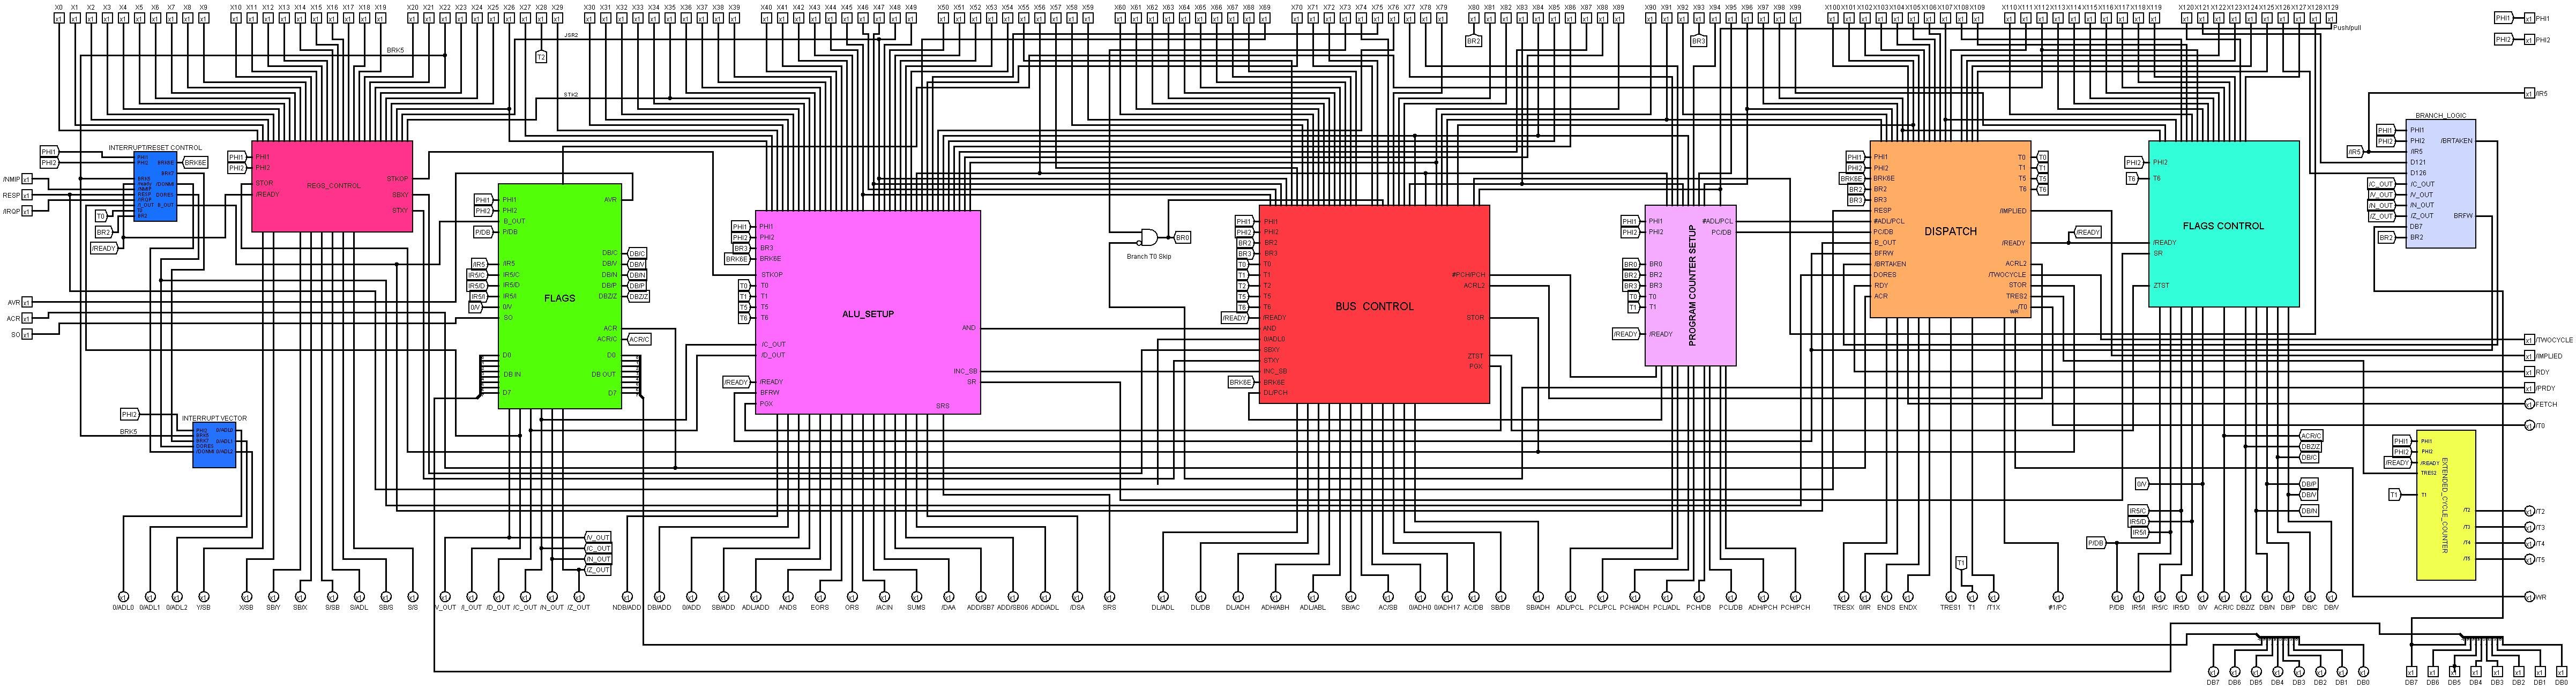 X0 X1 X2 X3 X4 X5 X6 X7 X8 X9 X10 X11 X12 X13 X14 X15 X16 X17 X18 X19 X20 X21 X22 X23 X24 X25 X26 X27 X28 X29 X30 X31 X32 X33 X34 X35 X36 X37 X38 X39 X40 X41 X42 X43 X44 X45 X46 X47 X48 X49 X50 X51 X52 X53 X54 X55 X56 X57 X58 X59 X60 X61 X62 X63 X64 X65 X66 X67 X68 X69 X70 X71 X72 X73 X74 X75 X76 X77 X78 X79 X80 X81 X82 X83 X84 X85 X86 X87 X88 X89 X90 X91 X92 X93 X94 X95 X96 X97 X98 X99 X100 X101 X102 X103 X104 X105 X106 X107 X108 X109 X110 X111 X112 X113 X114 X115 X116 X117 X118 X119 X120 X121 X122 X123 X124 X125 X126 X127 X128 X129
Push/pull
PHI1 x1 PHI1
PHI2 x1 PHI2
BRK5
JSR2
STK2
T2
BR2
BR3
x1 /IR5
INTERRUPT/RESET CONTROL
PHI1
PHI2
BRK6E
/NMIP
RESP
/IRQP
T0
BR2
/READY
REGS_CONTROL
PHI1
PHI2
STOR
/READY
STKOP
SBXY
STXY
AVR
ACR
SO
FLAGS
PHI1
PHI2
B_OUT
P/DB
/IR5
IR5/C
IR5/D
IR5/I
0/V
SO
AVR
DB/C
DB/V
DB/N
DB/P
DBZ/Z
ACR
ACR/C
D0
DB IN
D7
D0
DB OUT
D7
ALU_SETUP
PHI1
PHI2
BR3
BRK6E
STKOP
T0
T1
T5
T6
/C_OUT
/D_OUT
/READY
BFRW
PGX
AND
INC_SB
SR
SRS
Branch T0 Skip
BR0
BUS CONTROL
PHI1
PHI2
BR2
BR3
T0
T1
T2
T5
T6
/READY
AND
0/ADL0
SBXY
STXY
INC_SB
BRK6E
DL/PCH
#PCH/PCH
ACRL2
STOR
ZTST
PGX
PROGRAM COUNTER SETUP
PHI1
PHI2
BR0
BR2
BR3
T0
T1
/READY
#ADL/PCL
PC/DB
DISPATCH
PHI1
PHI2
BRK6E
BR2
BR3
RESP
#ADL/PCL
PC/DB
B_OUT
BFRW
/BRTAKEN
DORES
RDY
ACR
T0
T1
T5
T6
/IMPLIED
/READY
ACRL2
/TWOCYCLE
STOR
TRES2
/T0
WR
FLAGS CONTROL
PHI2
T6
/READY
SR
ZTST
BRANCH_LOGIC
PHI1
PHI2
/IR5
D121
D126
/C_OUT
/V_OUT
/N_OUT
/Z_OUT
DB7
BR2
/BRTAKEN
BFRW
/TWOCYCLE
/IMPLIED
RDY
/PRDY
FETCH
/T0
INTERRUPT VECTOR
PHI2
BRK5
PHI2
BRK5
BRK7
DORES
/DONMI
0/ADL0
0/ADL1
0/ADL2
EXTENDED_CYCLE_COUNTER
PHI1
PHI2
/READY
TRES2
T1
/T2
/T3
/T4
/T5
WR
/V_OUT
/C_OUT
/N_OUT
/Z_OUT
ACR/C
DBZ/Z
DB/C
0/V
DB/P
DB/V
IR5/C
IR5/D
IR5/I
DB/N
P/DB
T1
0/ADL0 0/ADL1 0/ADL2 Y/SB X/SB SB/Y SB/X S/SB S/ADL SB/S S/S V_OUT /I_OUT /D_OUT /C_OUT /N_OUT /Z_OUT NDB/ADD DB/ADD 0/ADD SB/ADD ADL/ADD ANDS EORS ORS /ACIN SUMS /DAA ADD/SB7 ADD/SB06 ADD/ADL /DSA SRS DL/ADL DL/DB DL/ADH ADH/ABH ADL/ABL SB/AC AC/SB 0/ADH0 0/ADH17 AC/DB SB/DB SB/ADH ADL/PCL PCL/PCL PCH/ADH PCL/ADL PCH/DB PCL/DB ADH/PCH PCH/PCH TRESX 0/IR ENDS ENDX TRES1 T1 /T1X #1/PC P/DB IR5/I IR5/C IR5/D 0/V ACR/C DBZ/Z DB/N DB/P DB/C DB/V
DB7 DB6 DB5 DB4 DB3 DB2 DB1 DB0 DB7 DB6 DB5 DB4 DB3 DB2 DB1 DB0